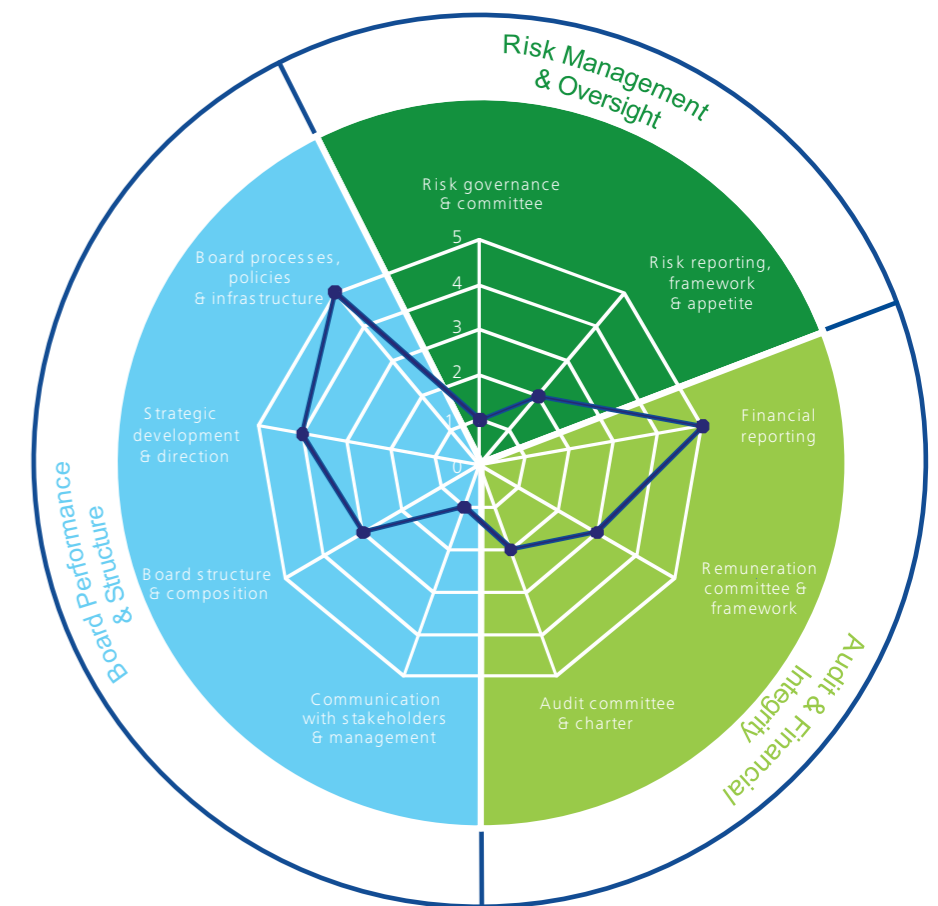 Risk Management
& Oversight
Risk governance
& committee
Risk reporting,
framework
& appetite
Board processes,
policies
& infrastructure
5
4
3
2
1
0
Strategic
development
& direction
Financial
reporting
Board structure
& composition
Remuneration
committee &
framework
Communication
with stakeholders
& management
Audit committee
& charter
Board Performance
& Structure
Audit & Financial
Integrity